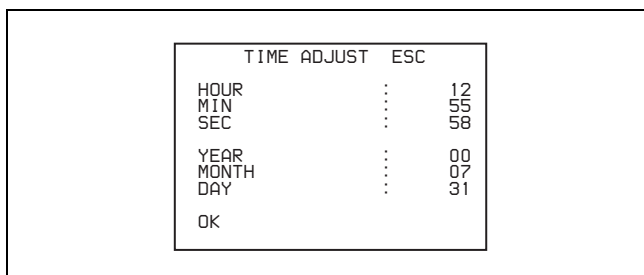 TIME ADJUST ESC
HOUR : 12
MIN : 55
SEC : 58
YEAR : 00
MONTH : 07
DAY : 31
OK